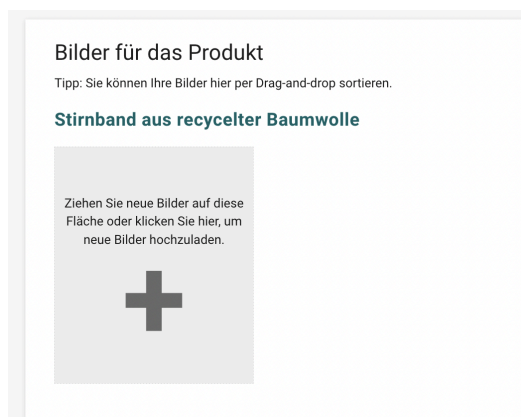 Bilder für das Produkt
Tipp: Sie können Ihre Bilder hier per Drag-and-drop sortieren.
Stirnband aus recycelter Baumwolle
Ziehen Sie neue Bilder auf diese
Fläche oder klicken Sie hier, um
neue Bilder hochzuladen.